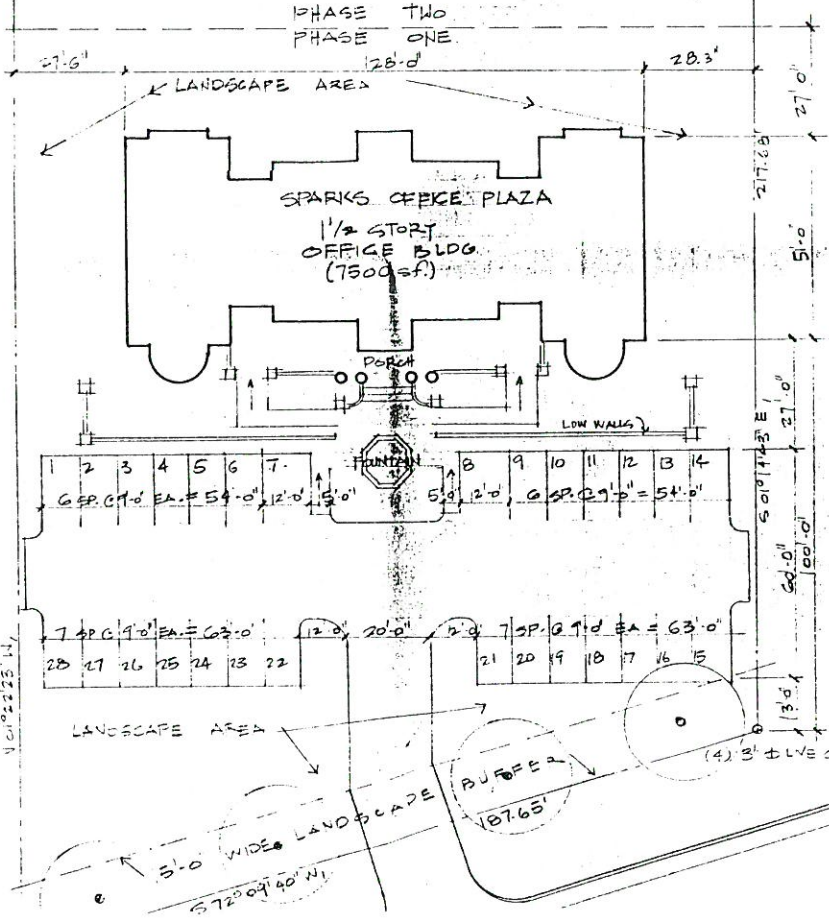 PHASE TWO
PHASE ONE
27'-6"
128'-0"
28.3'
LANDSCAPE AREA
27'-0"
217.68'
SPARKS OFFICE PLAZA
1 1/2 STORY
OFFICE BLDG
(7500 sf.)
51'-0
PORCH
27'-0"
LOW WALLS
FOUNTAIN
1 2 3 4 5 6 7
8 9 10 11 12 13 14
6 SP. @ 9'-0" EA. = 54'-0" 12'-0" 5'-0"
5'-0" 12'-0" 6 SP. @ 9'-0" = 54'-0"
60'-0"
100'-0"
7 SP @ 9'-0" EA. = 63'-0" 12'-0" 20'-0" 12'-0" 7 SP. @ 9'-0" EA = 63'-0"
28 27 26 25 24 23 22
21 20 19 18 17 16 15
13'-0"
LANDSCAPE AREA
5'-0 WIDE LANDSCAPE BUFFER
187.65'
S 72° 09' 40" W